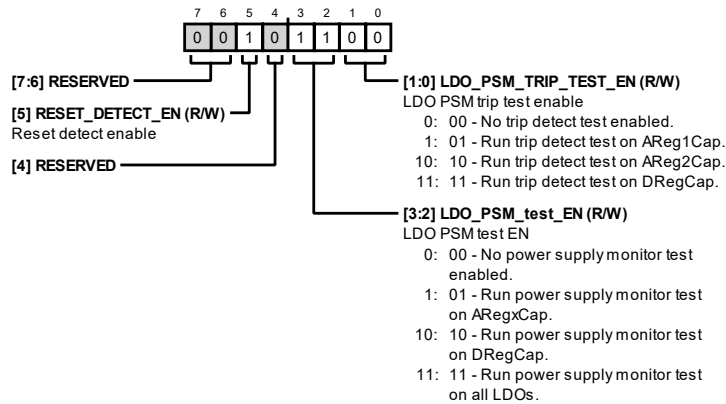 7 6 5 4 3 2 1 0
0 0 1 0 1 1 0 0
[7:6] RESERVED
[5] RESET_DETECT_EN (R/W)
Reset detect enable
[4] RESERVED
[1:0] LDO_PSM_TRIP_TEST_EN (R/W)
LDO PSM trip test enable
0: 00 - No trip detect test enabled.
1: 01 - Run trip detect test on AReg1Cap.
10: 10 - Run trip detect test on AReg2Cap.
11: 11 - Run trip detect test on DRegCap.
[3:2] LDO_PSM_test_EN (R/W)
LDO PSM test EN
0: 00 - No power supply monitor test
enabled.
1: 01 - Run power supply monitor test
on ARegxCap.
10: 10 - Run power supply monitor test
on DRegCap.
11: 11 - Run power supply monitor test
on all LDOs.